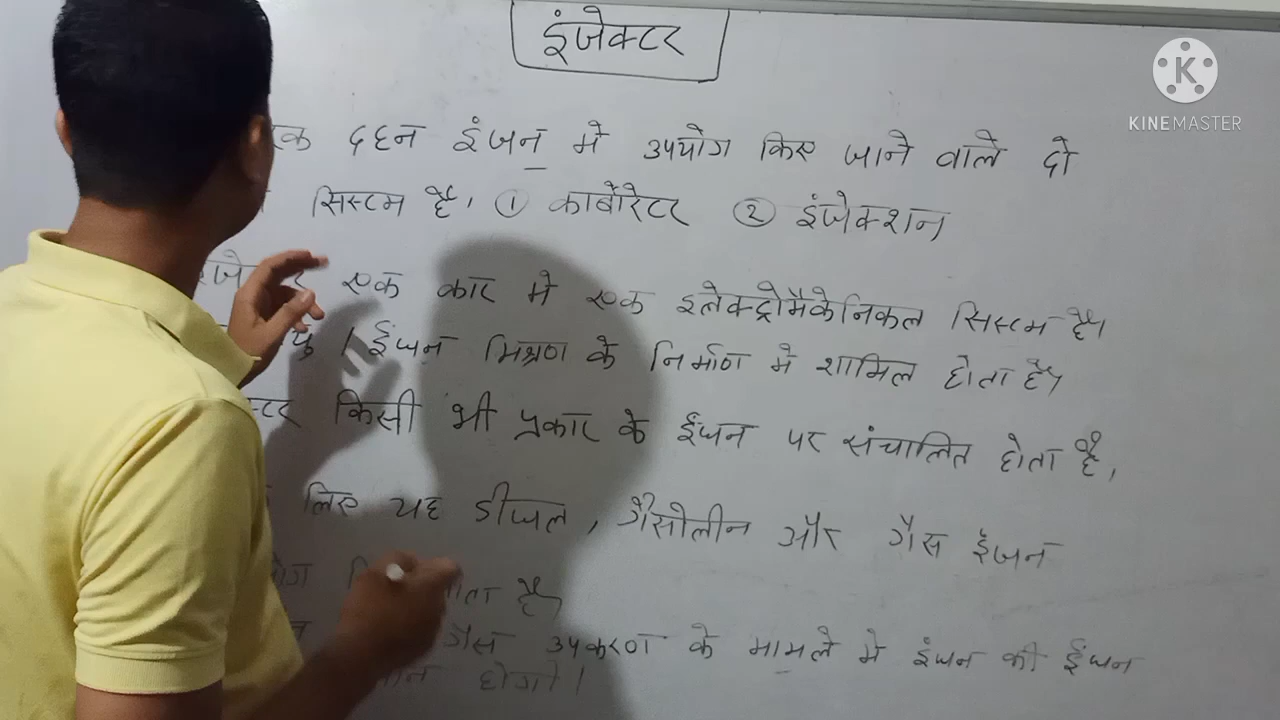 इंजेक्टर
KINEMASTER
दहन इंजन में उपयोग किए जाने वाले दो
सिस्टम है। ① कार्बोरेटर ② इंजेक्शन
एक कार में एक इलेक्ट्रोमैकेनिकल सिस्टम है।
ईंधन मिश्रण के निर्माण मे शामिल होता है।
किसी भी प्रकार के ईंधन पर संचालित होता है,
लिए यह डीजल, गैसोलीन और गैस इंजन
है।
गैस उपकरण के मामले मे इंजन की ईंधन
होगी।